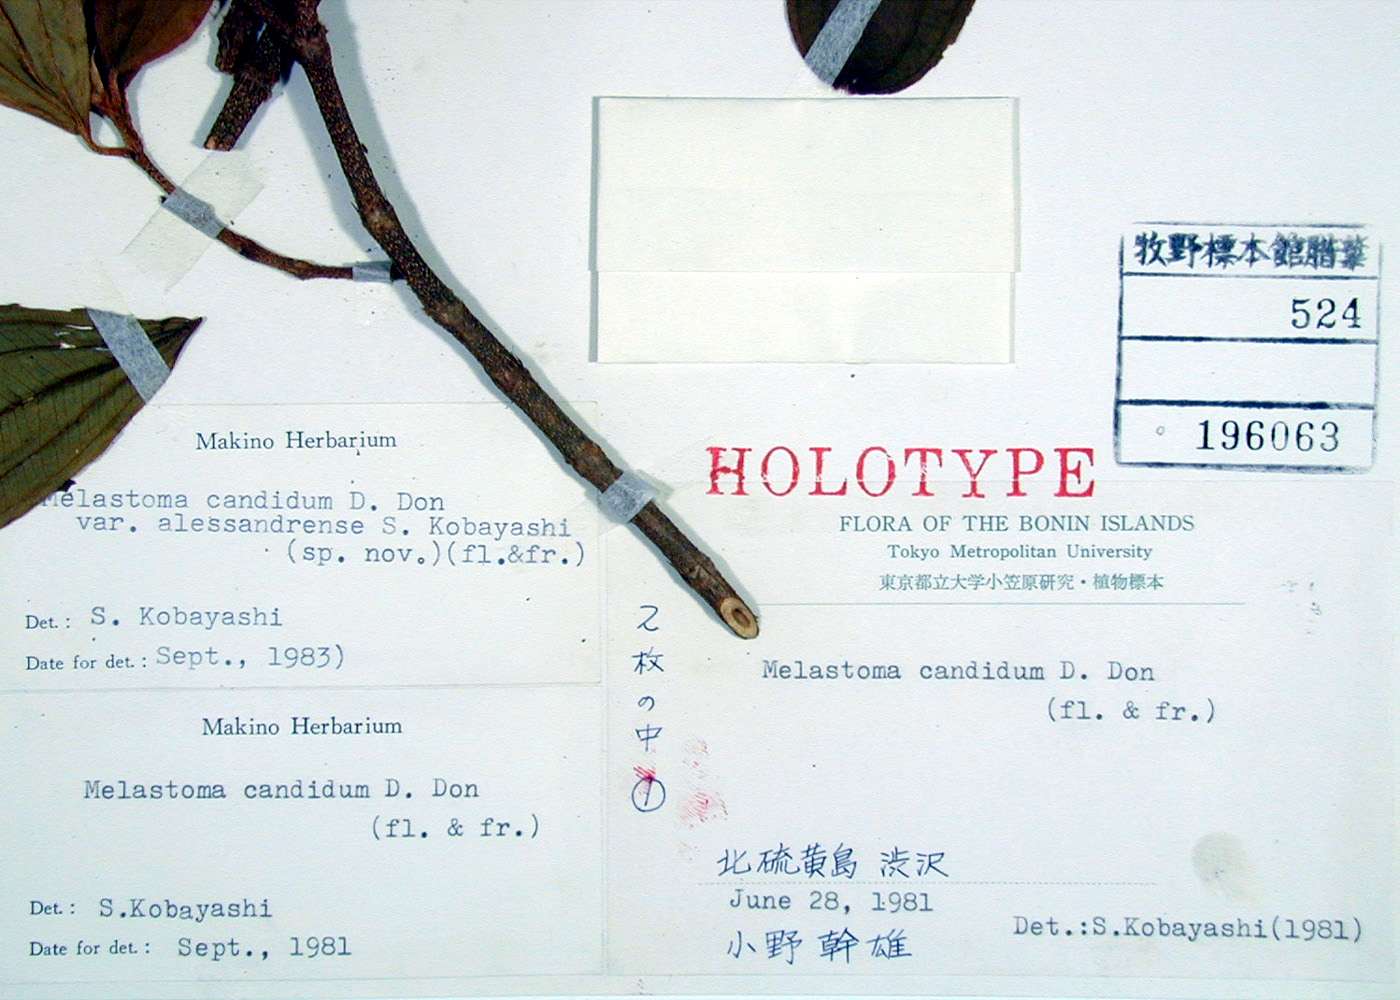 牧野標本館腊葉
524
196063
HOLOTYPE
FLORA OF THE BONIN ISLANDS
Tokyo Metropolitan University
東京都立大学小笠原研究・植物標本
Melastoma candidum D. Don
(fl. & fr.)
北硫黄島 渋沢
June 28, 1981
小野 幹雄
Det.:S.Kobayashi(1981)
2枚の中①
Makino Herbarium
Melastoma candidum D. Don
var. alessandrense S. Kobayashi
(sp. nov.)(fl.&fr.)
Det.: S. Kobayashi
Date for det.: Sept., 1983)
Makino Herbarium
Melastoma candidum D. Don
(fl. & fr.)
Det.: S.Kobayashi
Date for det.: Sept., 1981